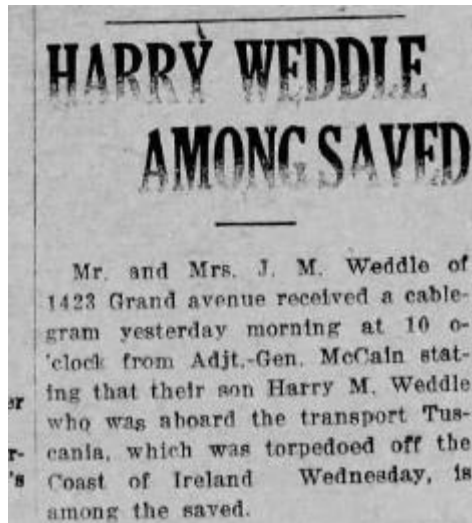 HARRY WEDDLE
AMONG SAVED
Mr. and Mrs. J. M. Weddle of
1423 Grand avenue received a cable-
gram yesterday morning at 10 o-
'clock from Adjt.-Gen. McCain stat-
ing that their son Harry M. Weddle
who was aboard the transport Tus-
cania, which was torpedoed off the
Coast of Ireland Wednesday, is
among the saved.
er
r-
's